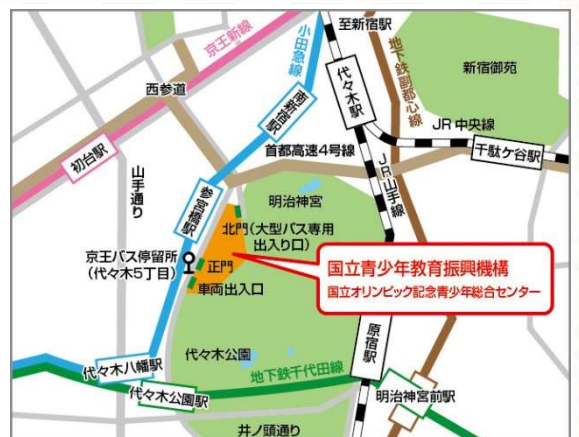 至新宿駅
京王新線
小田急線
地下鉄副都心線
新宿御苑
西参道
南新宿駅
代々木駅
JR中央線
千駄ケ谷駅
初台駅
山手通り
首都高速4号線
JR山手線
参宮橋駅
明治神宮
北門(大型バス専用
出入り口)
京王バス停留所
(代々木5丁目)
正門
車両出入口
国立青少年教育振興機構
国立オリンピック記念青少年総合センター
原宿駅
代々木公園
代々木八幡駅
地下鉄千代田線
代々木公園駅
明治神宮前駅
井ノ頭通り